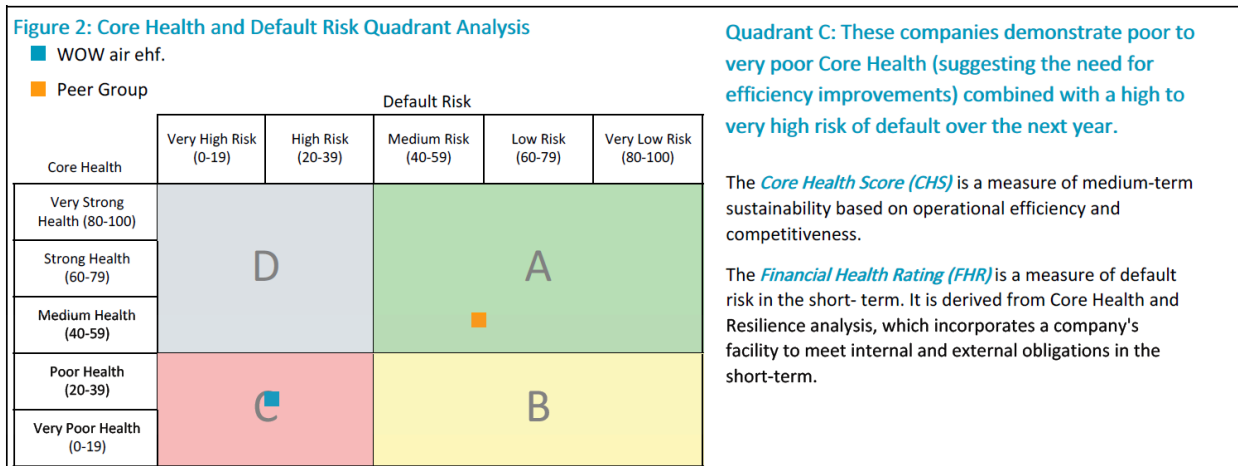 Figure 2: Core Health and Default Risk Quadrant Analysis
WOW air ehf.
Peer Group
Default Risk
Core Health
Very High Risk
(0-19)
High Risk
(20-39)
Medium Risk
(40-59)
Low Risk
(60-79)
Very Low Risk
(80-100)
Very Strong
Health (80-100)
Strong Health
(60-79)
Medium Health
(40-59)
Poor Health
(20-39)
Very Poor Health
(0-19)
D
A
C
B
Quadrant C: These companies demonstrate poor to
very poor Core Health (suggesting the need for
efficiency improvements) combined with a high to
very high risk of default over the next year.
The Core Health Score (CHS) is a measure of medium-term
sustainability based on operational efficiency and
competitiveness.
The Financial Health Rating (FHR) is a measure of default
risk in the short- term. It is derived from Core Health and
Resilience analysis, which incorporates a company's
facility to meet internal and external obligations in the
short-term.